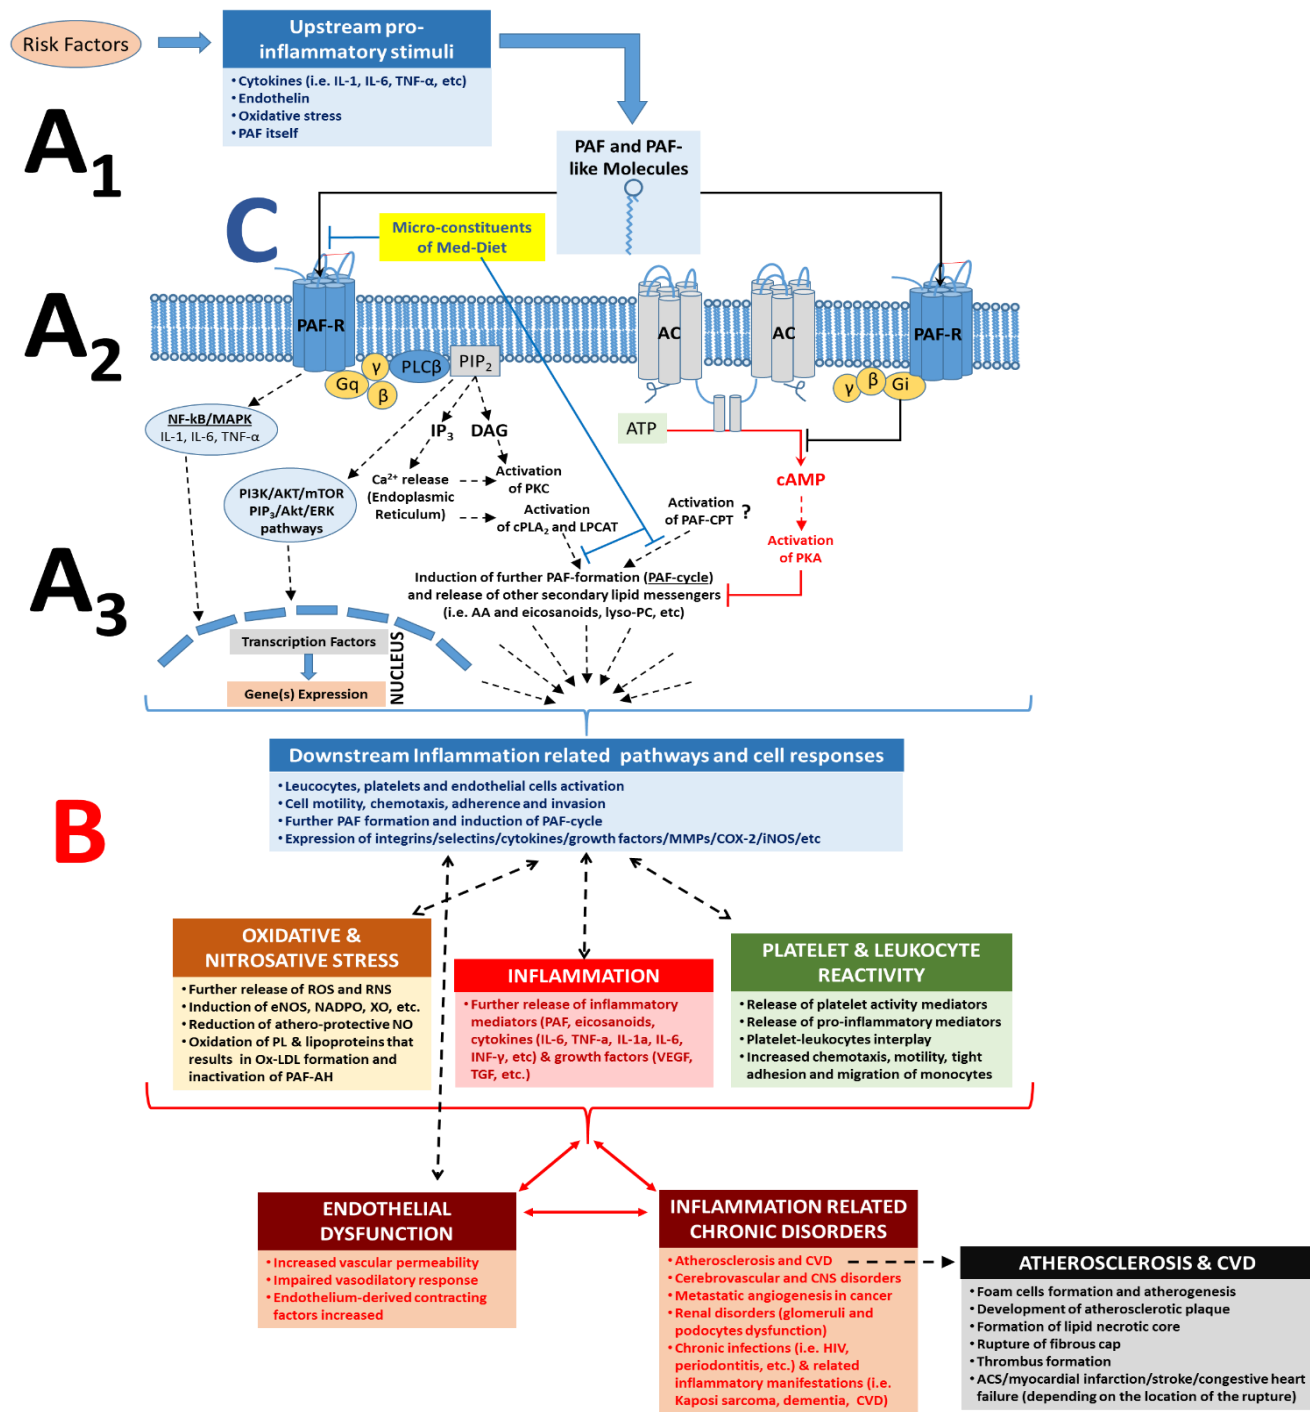 Risk Factors
Upstream pro-
inflammatory stimuli
• Cytokines (i.e. IL-1, IL-6, TNF-α, etc)
• Endothelin
• Oxidative stress
• PAF itself
A1
PAF and PAF-
like Molecules
C
Micro-constituents
of Med-Diet
A2
PAF-R
AC
AC
PAF-R
Gq
γ
β
PLCβ
PIP2
γ
β
Gi
NF-kB/MAPK
IL-1, IL-6, TNF-α
IP3
DAG
ATP
cAMP
PI3K/AKT/mTOR
PIP3/Akt/ERK
pathways
Ca2+ release
(Endoplasmic
Reticulum)
Activation
of PKC
Activation
of cPLA2 and LPCAT
Activation
of PAF-CPT ?
Activation
of PKA
A3
Induction of further PAF-formation (PAF-cycle)
and release of other secondary lipid messengers
(i.e. AA and eicosanoids, lyso-PC, etc)
Transcription Factors
Gene(s) Expression
NUCLEUS
B
Downstream Inflammation related pathways and cell responses
• Leucocytes, platelets and endothelial cells activation
• Cell motility, chemotaxis, adherence and invasion
• Further PAF formation and induction of PAF-cycle
• Expression of integrins/selectins/cytokines/growth factors/MMPs/COX-2/iNOS/etc
OXIDATIVE &
NITROSATIVE STRESS
• Further release of ROS and RNS
• Induction of eNOS, NADPO, XO, etc.
• Reduction of athero-protective NO
• Oxidation of PL & lipoproteins that
results in Ox-LDL formation and
inactivation of PAF-AH
INFLAMMATION
• Further release of inflammatory
mediators (PAF, eicosanoids,
cytokines (IL-6, TNF-a, IL-1a, IL-6,
INF-γ, etc) & growth factors (VEGF,
TGF, etc.)
PLATELET & LEUKOCYTE
REACTIVITY
• Release of platelet activity mediators
• Release of pro-inflammatory mediators
• Platelet-leukocytes interplay
• Increased chemotaxis, motility, tight
adhesion and migration of monocytes
ENDOTHELIAL
DYSFUNCTION
• Increased vascular permeability
• Impaired vasodilatory response
• Endothelium-derived contracting
factors increased
INFLAMMATION RELATED
CHRONIC DISORDERS
• Atherosclerosis and CVD
• Cerebrovascular and CNS disorders
• Metastatic angiogenesis in cancer
• Renal disorders (glomeruli and
podocytes dysfunction)
• Chronic infections (i.e. HIV,
periodontitis, etc.) & related
inflammatory manifestations (i.e.
Kaposi sarcoma, dementia, CVD)
ATHEROSCLEROSIS & CVD
• Foam cells formation and atherogenesis
• Development of atherosclerotic plaque
• Formation of lipid necrotic core
• Rupture of fibrous cap
• Thrombus formation
• ACS/myocardial infarction/stroke/congestive heart
failure (depending on the location of the rupture)